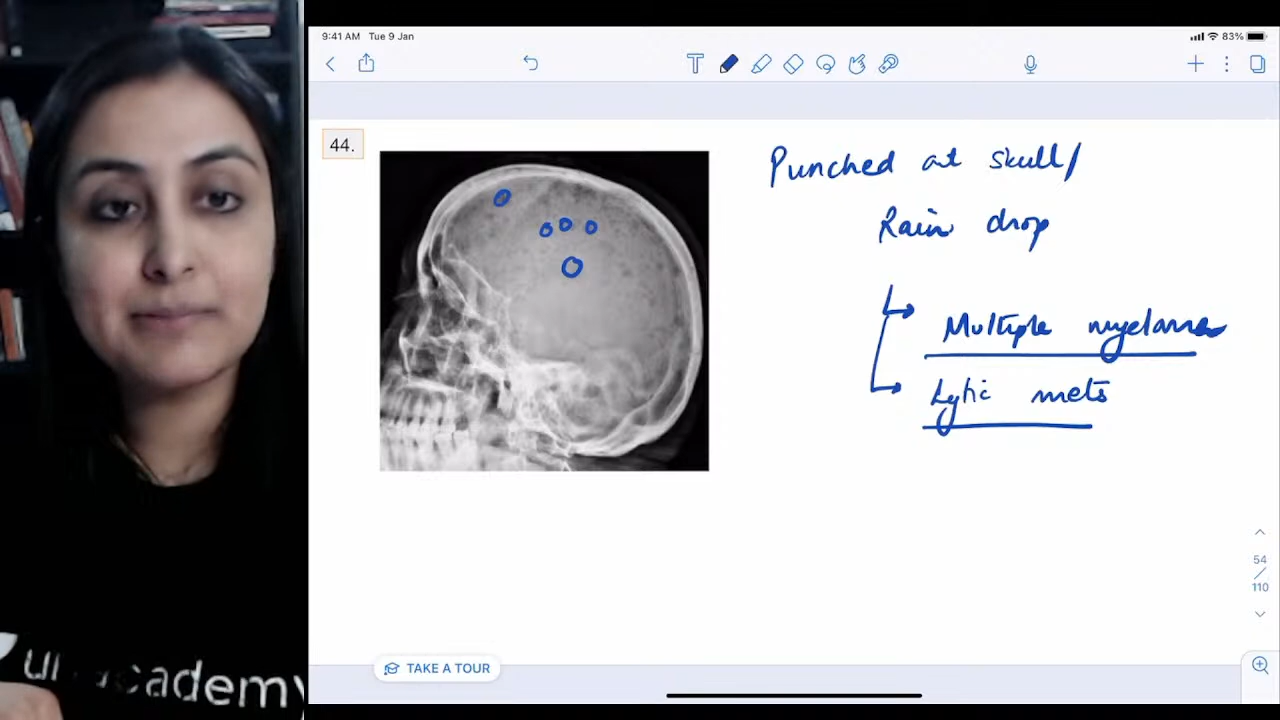 9:41 AM Tue 9 Jan
83%
44.
Punched at skull/
Rain drop
Multiple myeloma
Lytic mets
54
110
TAKE A TOUR